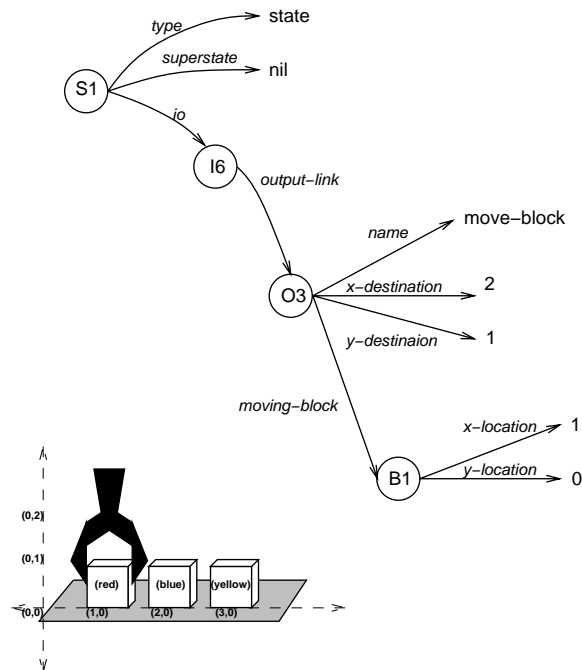 type
state
superstate
nil
S1
io
I6
output-link
name
move-block
O3
x-destination
2
y-destinaion
1
moving-block
x-location
1
B1
y-location
0
(0,2)
(0,1)
(red)
(blue)
(yellow)
(0,0)
(1,0)
(2,0)
(3,0)